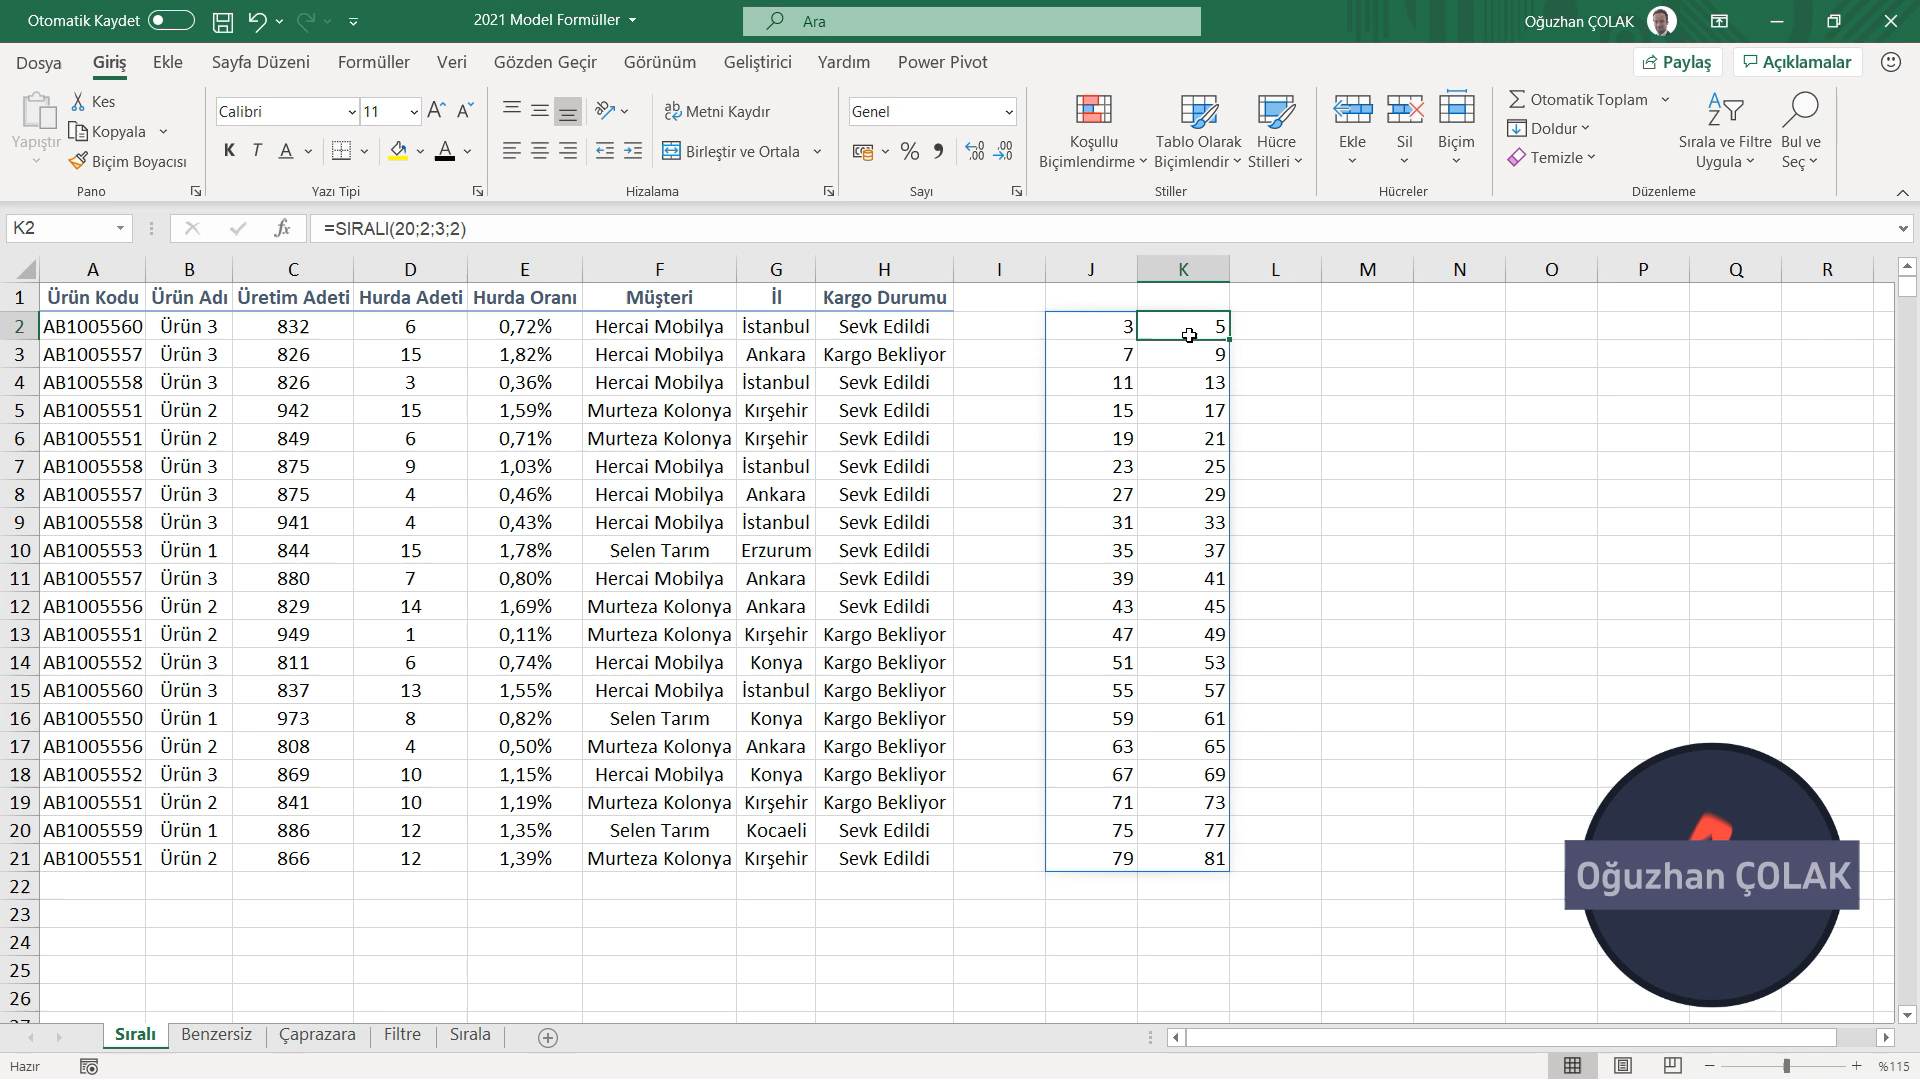 Otomatik Kaydet 2021 Model Formüller Ara Oğuzhan ÇOLAK
Dosya Giriş Ekle Sayfa Düzeni Formüller Veri Gözden Geçir Görünüm Geliştirici Yardım Power Pivot Paylaş Açıklamalar
Yapıştır
Kes
Kopyala
Biçim Boyacısı
Pano
Calibri 11
K T A A
Yazı Tipi
Metni Kaydır
Birleştir ve Ortala
Hizalama
Genel
% ,
Sayı
Koşullu Biçimlendirme
Tablo Olarak Biçimlendir
Hücre Stilleri
Stiller
Ekle Sil Biçim
Hücreler
Otomatik Toplam
Doldur
Temizle
Sırala ve Filtre Uygula
Bul ve Seç
Düzenleme
K2 fx =SIRALI(20;2;3;2)
A B C D E F G H I J K L M N O P Q R
1 Ürün Kodu Ürün Adı Üretim Adeti Hurda Adeti Hurda Oranı Müşteri İl Kargo Durumu
2 AB1005560 Ürün 3 832 6 0,72% Hercai Mobilya İstanbul Sevk Edildi 3 5
3 AB1005557 Ürün 3 826 15 1,82% Hercai Mobilya Ankara Kargo Bekliyor 7 9
4 AB1005558 Ürün 3 826 3 0,36% Hercai Mobilya İstanbul Sevk Edildi 11 13
5 AB1005551 Ürün 2 942 15 1,59% Murteza Kolonya Kırşehir Sevk Edildi 15 17
6 AB1005551 Ürün 2 849 6 0,71% Murteza Kolonya Kırşehir Sevk Edildi 19 21
7 AB1005558 Ürün 3 875 9 1,03% Hercai Mobilya İstanbul Sevk Edildi 23 25
8 AB1005557 Ürün 3 875 4 0,46% Hercai Mobilya Ankara Sevk Edildi 27 29
9 AB1005558 Ürün 3 941 4 0,43% Hercai Mobilya İstanbul Sevk Edildi 31 33
10 AB1005553 Ürün 1 844 15 1,78% Selen Tarım Erzurum Sevk Edildi 35 37
11 AB1005557 Ürün 3 880 7 0,80% Hercai Mobilya Ankara Sevk Edildi 39 41
12 AB1005556 Ürün 2 829 14 1,69% Murteza Kolonya Ankara Sevk Edildi 43 45
13 AB1005551 Ürün 2 949 1 0,11% Murteza Kolonya Kırşehir Kargo Bekliyor 47 49
14 AB1005552 Ürün 3 811 6 0,74% Hercai Mobilya Konya Kargo Bekliyor 51 53
15 AB1005560 Ürün 3 837 13 1,55% Hercai Mobilya İstanbul Kargo Bekliyor 55 57
16 AB1005550 Ürün 1 973 8 0,82% Selen Tarım Konya Kargo Bekliyor 59 61
17 AB1005556 Ürün 2 808 4 0,50% Murteza Kolonya Ankara Kargo Bekliyor 63 65
18 AB1005552 Ürün 3 869 10 1,15% Hercai Mobilya Konya Kargo Bekliyor 67 69
19 AB1005551 Ürün 2 841 10 1,19% Murteza Kolonya Kırşehir Kargo Bekliyor 71 73
20 AB1005559 Ürün 1 886 12 1,35% Selen Tarım Kocaeli Sevk Edildi 75 77
21 AB1005551 Ürün 2 866 12 1,39% Murteza Kolonya Kırşehir Sevk Edildi 79 81
22
23
24
25
26
Oğuzhan ÇOLAK
Sıralı Benzersiz Çaprazara Filtre Sırala
Hazır %115